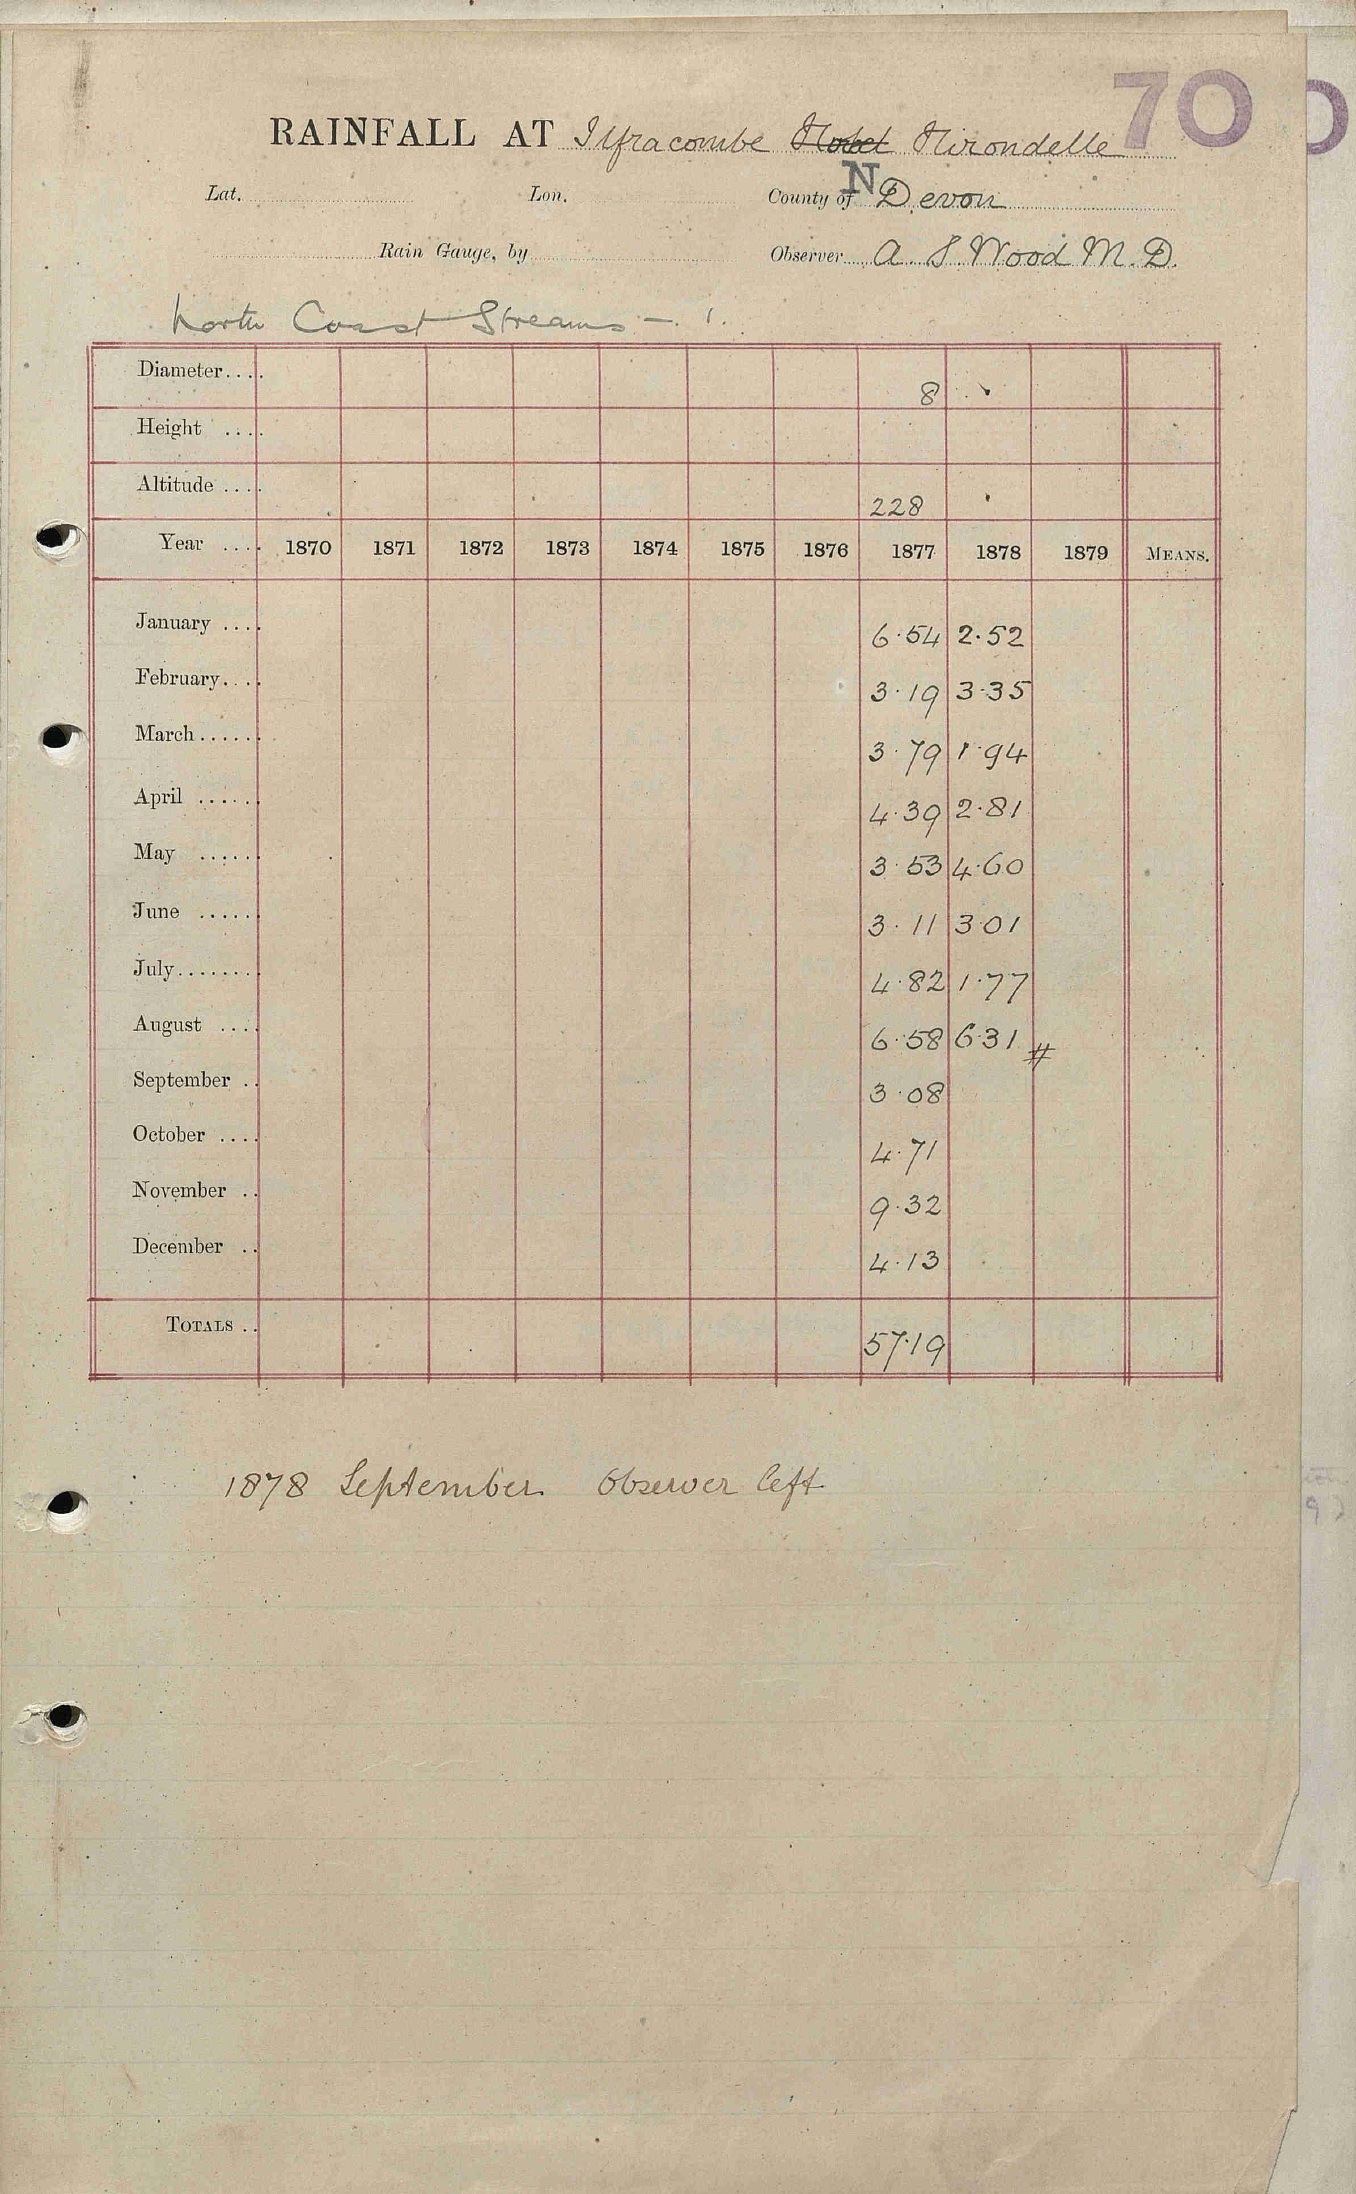 70
RAINFALL AT Ilfracombe Hotel Hirondelle
Lat. Lon. County of N Devon
Rain Gauge, by Observer A. S. Wood M.D.
North Coast Streams — 1.
Diameter.... 8 "
Height ....
Altitude .... 228 "
Year .... 1870 1871 1872 1873 1874 1875 1876 1877 1878 1879 MEANS.
January .... 6.54 2.52
February.... 3.19 3.35
March...... 3.79 1.94
April ...... 4.39 2.81
May ...... 3.53 4.60
June ...... 3.11 3.01
July........ 4.82 1.77
August .... 6.58 6.31 #
September .. 3.08
October .... 4.71
November .. 9.32
December .. 4.13
TOTALS .. 57.19
1878 September Observer left